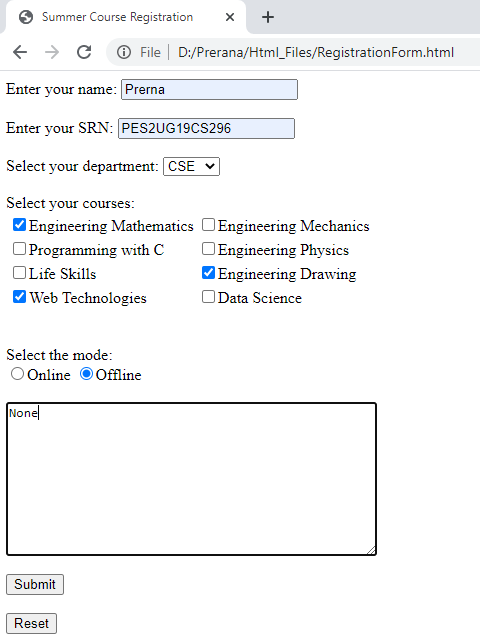 Summer Course Registration
File D:/Prerana/Html_Files/RegistrationForm.html
Enter your name: Prerna
Enter your SRN: PES2UG19CS296
Select your department: CSE
Select your courses:
Engineering Mathematics Engineering Mechanics
Programming with C Engineering Physics
Life Skills Engineering Drawing
Web Technologies Data Science
Select the mode:
Online Offline
None
Submit
Reset